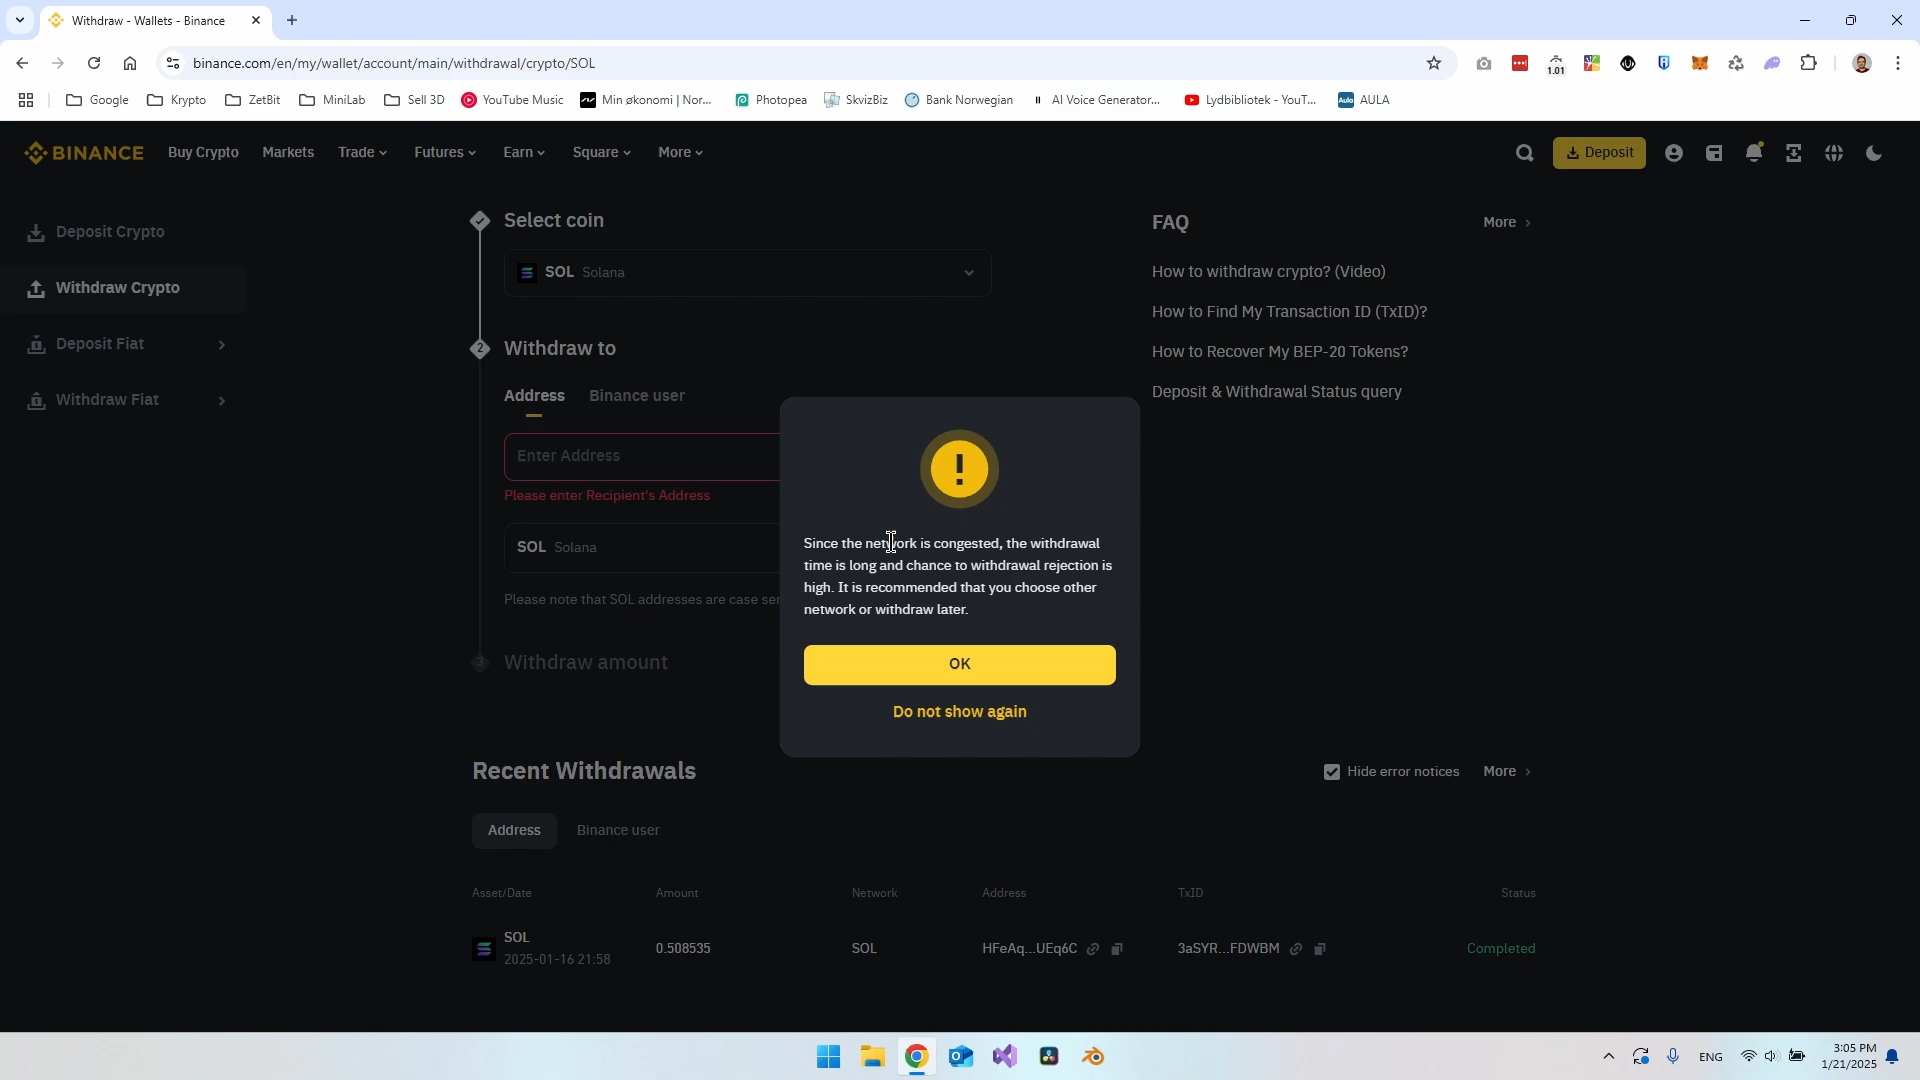 Withdraw - Wallets - Binance
binance.com/en/my/wallet/account/main/withdrawal/crypto/SOL
1.01
Google
Krypto
ZetBit
MiniLab
Sell 3D
YouTube Music
Min økonomi | Nor...
Photopea
SkvizBiz
Bank Norwegian
AI Voice Generator...
Lydbibliotek - YouT...
AULA
BINANCE
Buy Crypto
Markets
Trade
Futures
Earn
Square
More
Deposit
Deposit Crypto
Withdraw Crypto
Deposit Fiat
Withdraw Fiat
Select coin
SOL Solana
2
Withdraw to
Address
Binance user
Enter Address
Please enter Recipient's Address
SOL Solana
Please note that SOL addresses are case ser
3
Withdraw amount
FAQ
More
How to withdraw crypto? (Video)
How to Find My Transaction ID (TxID)?
How to Recover My BEP-20 Tokens?
Deposit & Withdrawal Status query
!
Since the network is congested, the withdrawal
time is long and chance to withdrawal rejection is
high. It is recommended that you choose other
network or withdraw later.
OK
Do not show again
Recent Withdrawals
Hide error notices
More
Address
Binance user
Asset/Date
Amount
Network
Address
TxID
Status
SOL
2025-01-16 21:58
0.508535
SOL
HFeAq...UEq6C
3aSYR...FDWBM
Completed
ENG
3:05 PM
1/21/2025